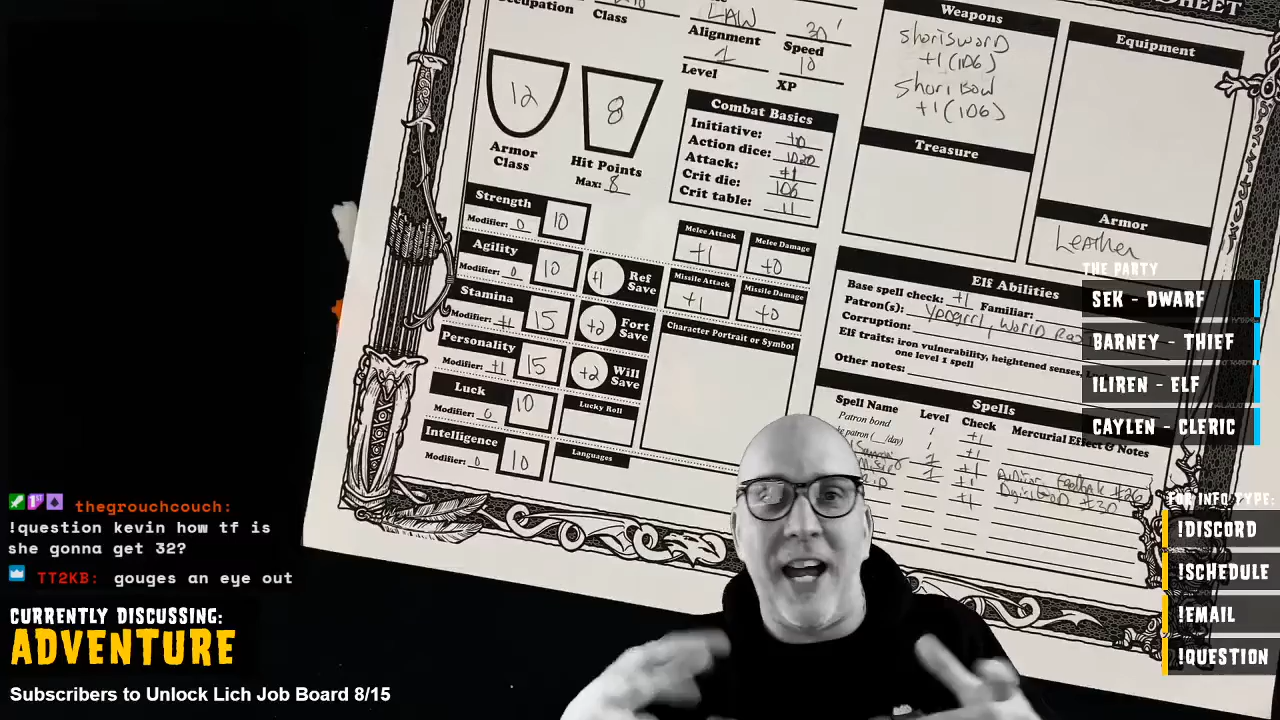 SHEET
Occupation
Class
LAW
30'
Alignment
Speed
1
10
Level
XP
12
8
Armor
Class
Hit Points
Max: 8
Combat Basics
Initiative: +0
Action dice: 1D20
Attack: +1
Crit die: 1D6
Crit table: 11
Weapons
Shortsword
+1 (1D6)
Short Bow
+1 (1D6)
Treasure
Equipment
Armor
Leather
Strength
Modifier: 0
10
Agility
Modifier: 0
10
+1
Ref
Save
Stamina
Modifier: +1
15
+2
Fort
Save
Personality
Modifier: +1
15
+2
Will
Save
Luck
Modifier: 0
10
Lucky Roll
Intelligence
Modifier: 0
10
Languages
Melee Attack
+1
Melee Damage
+0
Missile Attack
+1
Missile Damage
+0
Character Portrait or Symbol
Elf Abilities
Base spell check: +1 Familiar:
Patron(s):
Corruption:
Elf traits: iron vulnerability, heightened senses,
one level 1 spell
Other notes:
Spells
Spell Name
Level
Check
Mercurial Effect & Notes
Patron bond
1
+1
patron (__/day)
1
+1
1
+1
+1
THE PARTY
SEK - DWARF
BARNEY - THIEF
ILIREN - ELF
CAYLEN - CLERIC
FOR INFO TYPE:
!DISCORD
!SCHEDULE
!EMAIL
!QUESTION
thegrouchcouch:
!question kevin how tf is
she gonna get 32?
TT2KB: gouges an eye out
CURRENTLY DISCUSSING:
ADVENTURE
Subscribers to Unlock Lich Job Board 8/15